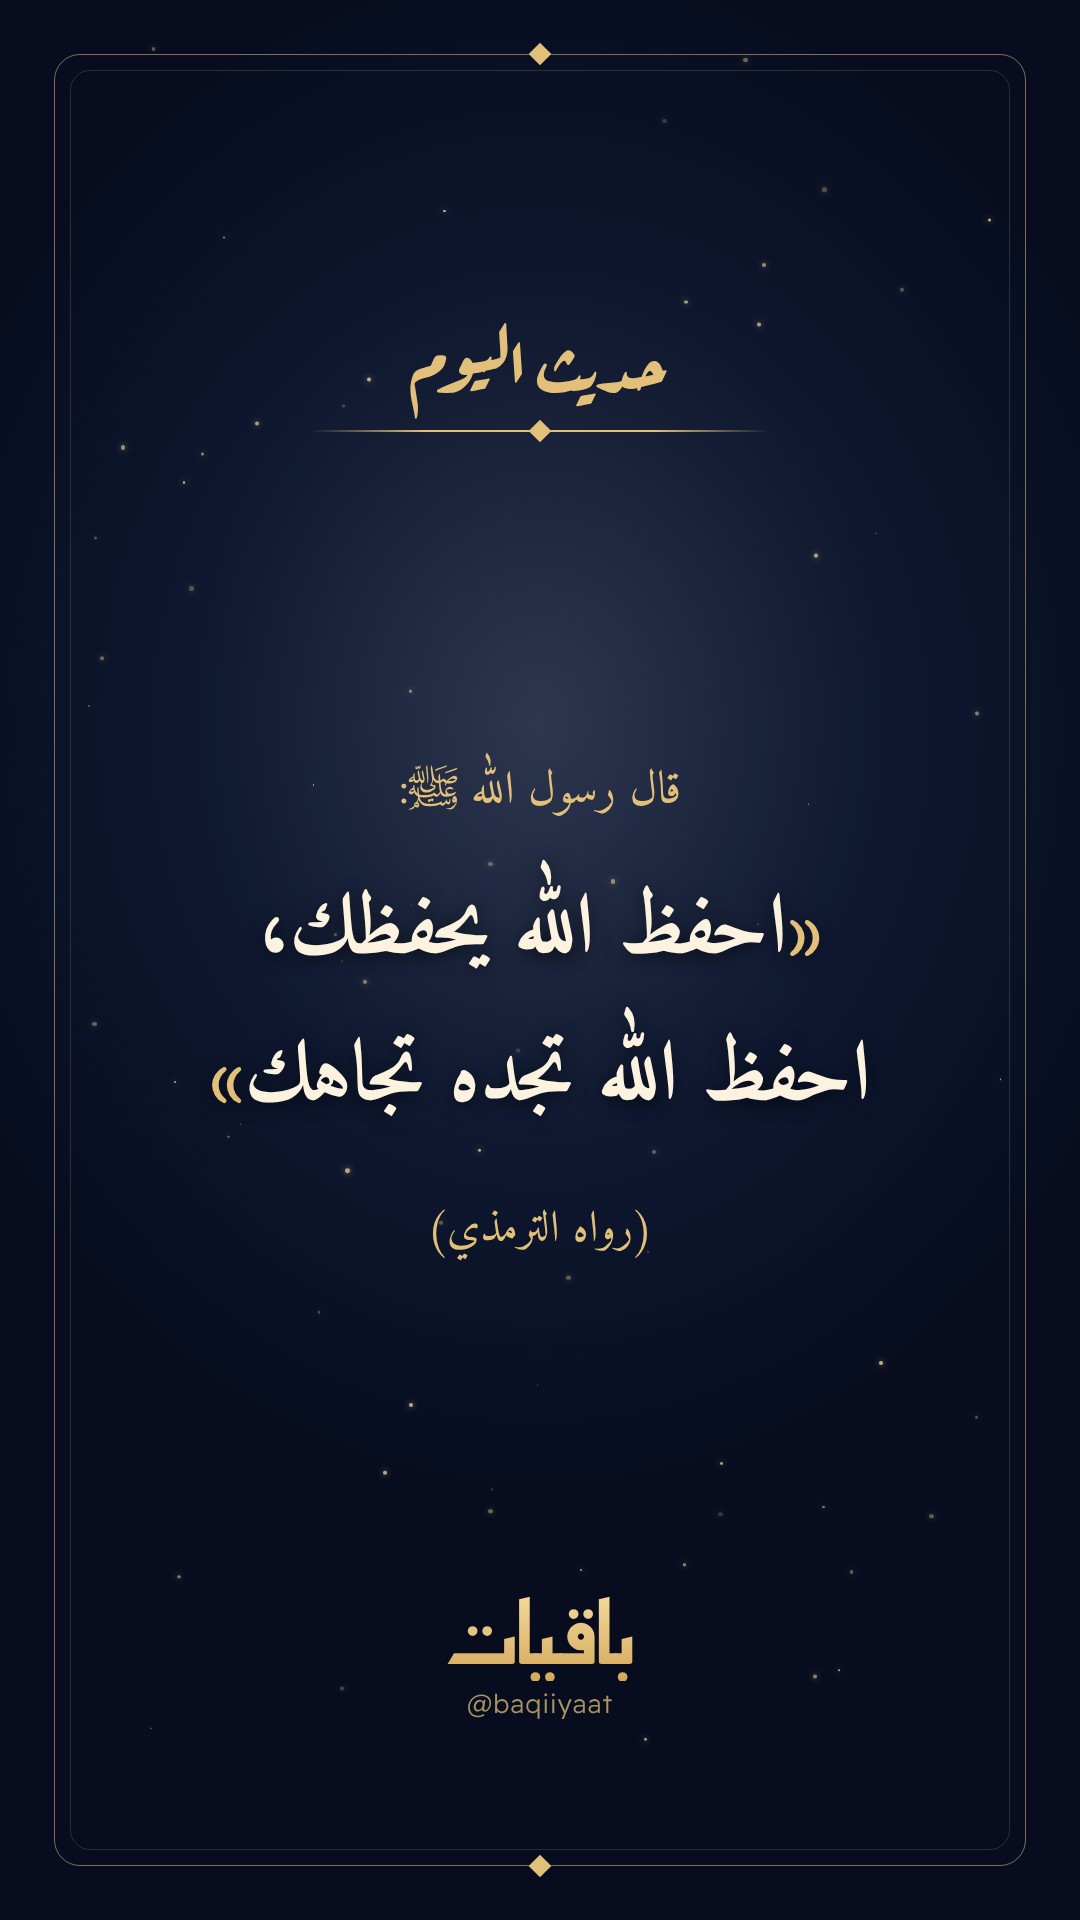 حديث اليوم
قال رسول الله ﷺ:
«احفظ الله يحفظك،
احفظ الله تجده تجاهك»
(رواه الترمذي)
باقيات
@baqiiyaat